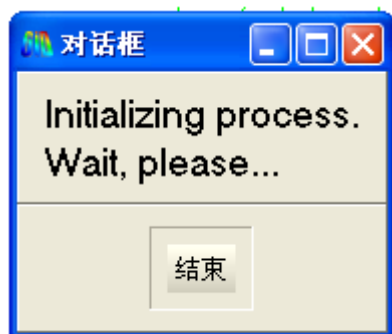 对话框
Initializing process.
Wait, please...
结束